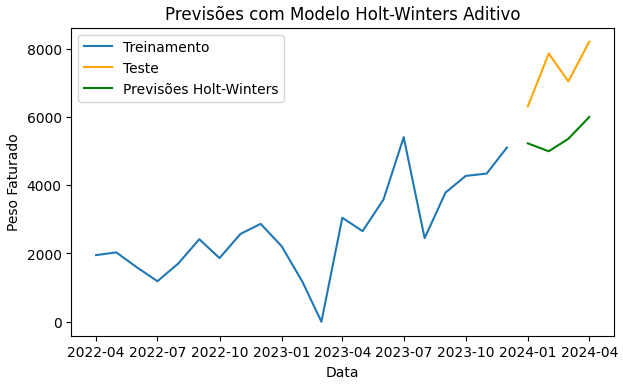 Previsões com Modelo Holt-Winters Aditivo
Treinamento
Teste
Previsões Holt-Winters
Peso Faturado
8000
6000
4000
2000
0
2022-04 2022-07 2022-10 2023-01 2023-04 2023-07 2023-10 2024-01 2024-04
Data